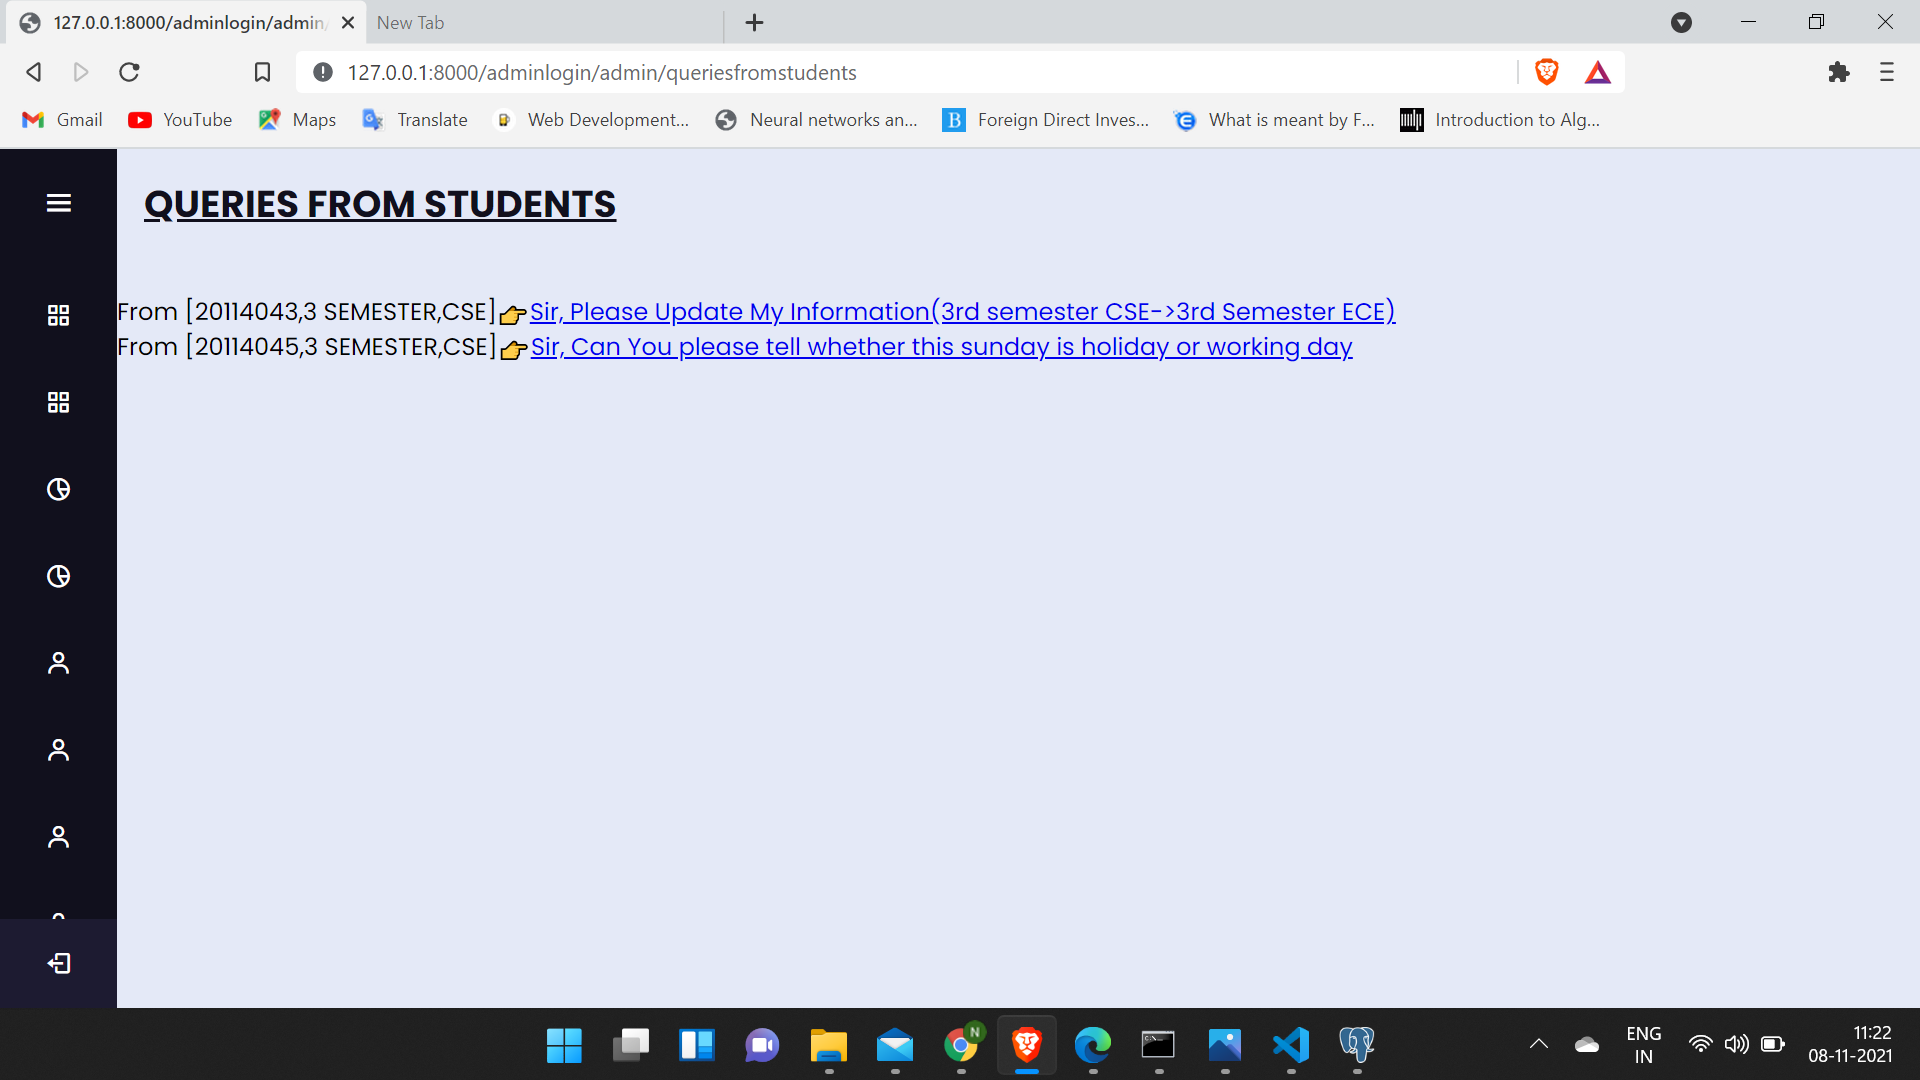 127.0.0.1:8000/adminlogin/admin/
New Tab
127.0.0.1:8000/adminlogin/admin/queriesfromstudents
Gmail YouTube Maps Translate Web Development... Neural networks an... Foreign Direct Inves... What is meant by F... Introduction to Alg...
QUERIES FROM STUDENTS
From [20114043,3 SEMESTER,CSE]👉Sir, Please Update My Information(3rd semester CSE->3rd Semester ECE)
From [20114045,3 SEMESTER,CSE]👉Sir, Can You please tell whether this sunday is holiday or working day
N
ENG
IN
11:22
08-11-2021